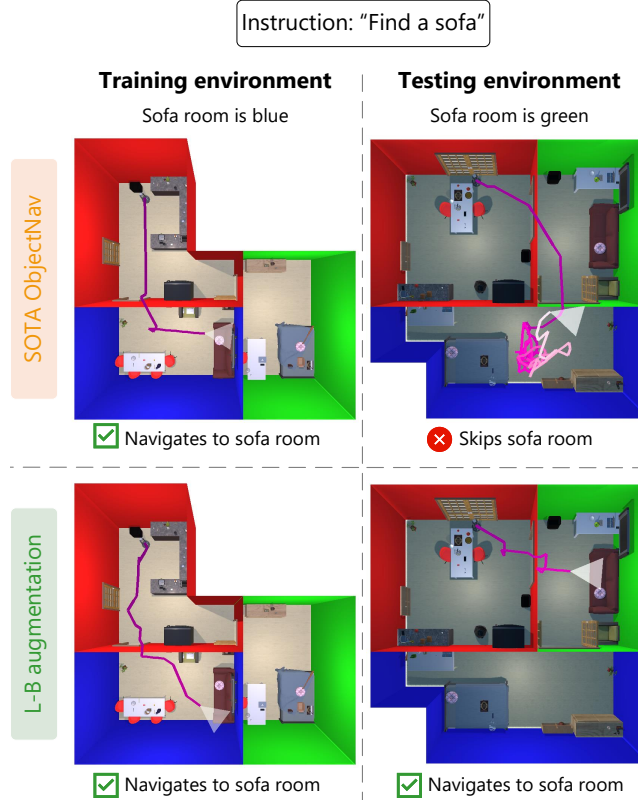 Instruction: “Find a sofa”
Training environment
Testing environment
Sofa room is blue
Sofa room is green
SOTA ObjectNav
Navigates to sofa room
Skips sofa room
L-B augmentation
Navigates to sofa room
Navigates to sofa room